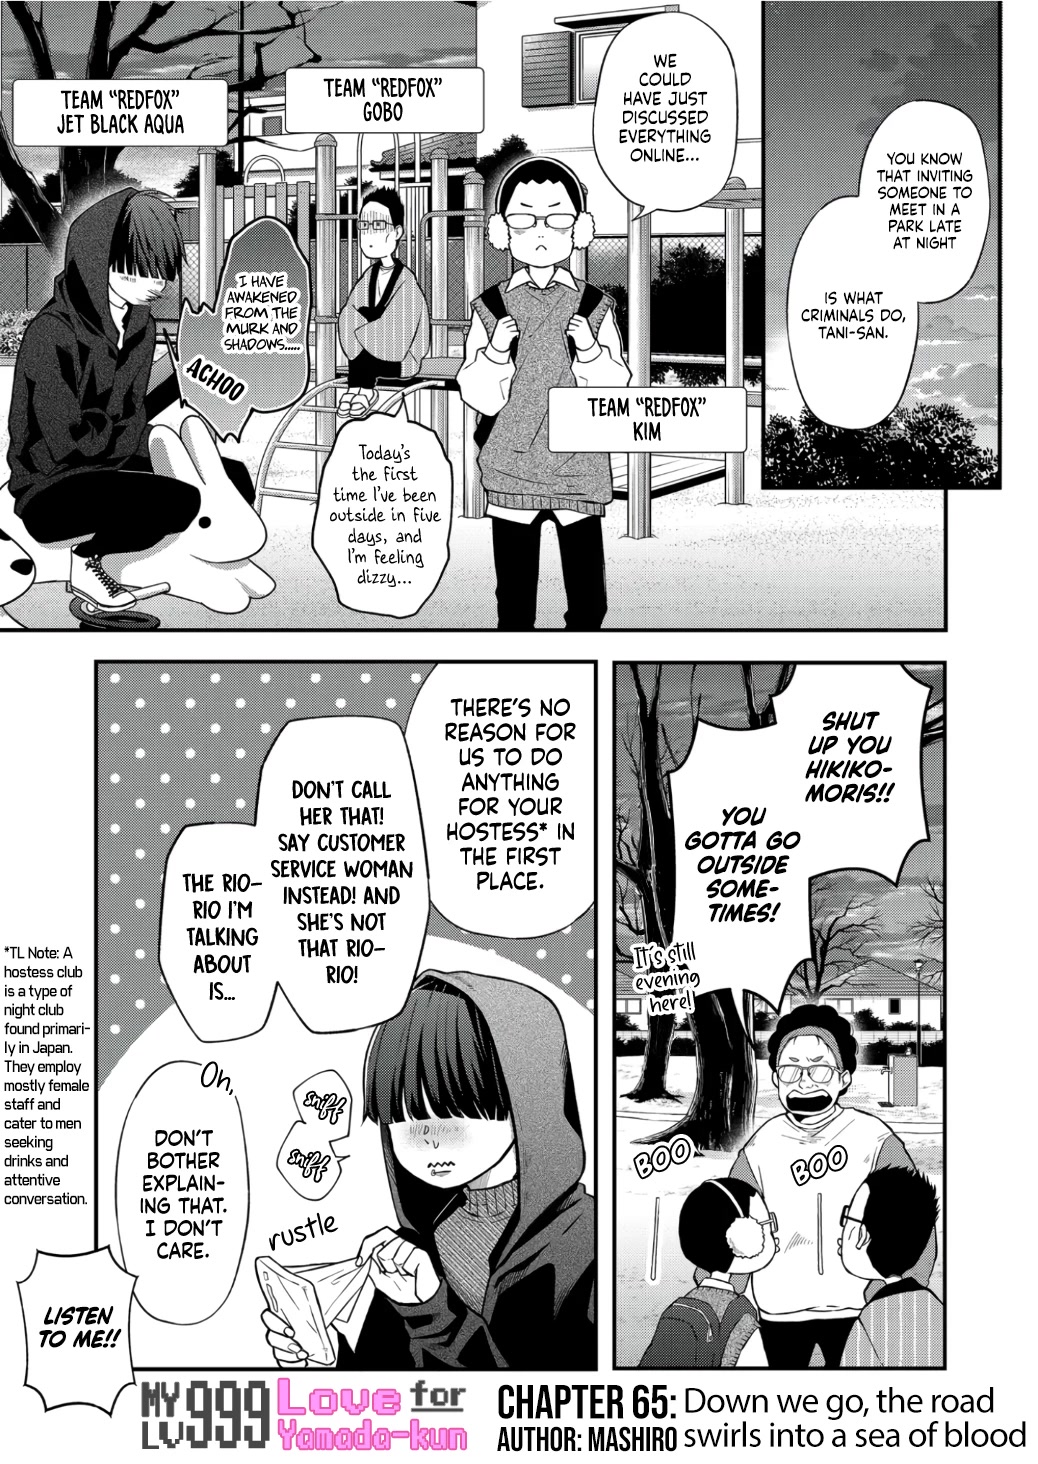 YOU KNOW
THAT INVITING
SOMEONE TO
MEET IN A
PARK LATE
AT NIGHT
IS WHAT
CRIMINALS DO,
TANI-SAN.
WE
COULD
HAVE JUST
DISCUSSED
EVERYTHING
ONLINE...
TEAM "REDFOX"
KIM
TEAM "REDFOX"
GOBO
Today's
the first
time I've been
outside in five
days, and
I'm feeling
dizzy...
TEAM "REDFOX"
JET BLACK AQUA
I HAVE
AWAKENED
FROM THE
MURK AND
SHADOWS.....
ACHOO
SHUT
UP YOU
HIKIKO-
MORIS!!
YOU
GOTTA GO
OUTSIDE
SOME-
TIMES!
It's still
evening
here!
BOO
BOO
THERE'S NO
REASON FOR
US TO DO
ANYTHING
FOR YOUR
HOSTESS* IN
THE FIRST
PLACE.
DON'T CALL
HER THAT!
SAY CUSTOMER
SERVICE WOMAN
INSTEAD! AND
SHE'S NOT
THAT RIO-
RIO!
THE RIO-
RIO I'M
TALKING
ABOUT
IS...
sniff
sniff
rustle
Oh,
DON'T
BOTHER
EXPLAIN-
ING THAT.
I DON'T
CARE.
LISTEN
TO ME!!
*TL Note: A
hostess club
is a type of
night club
found primari-
ly in Japan.
They employ
mostly female
staff and
cater to men
seeking
drinks and
attentive
conversation.
MY LV999 Love for
Yamada-kun
CHAPTER 65: Down we go, the road
swirls into a sea of blood
AUTHOR: MASHIRO